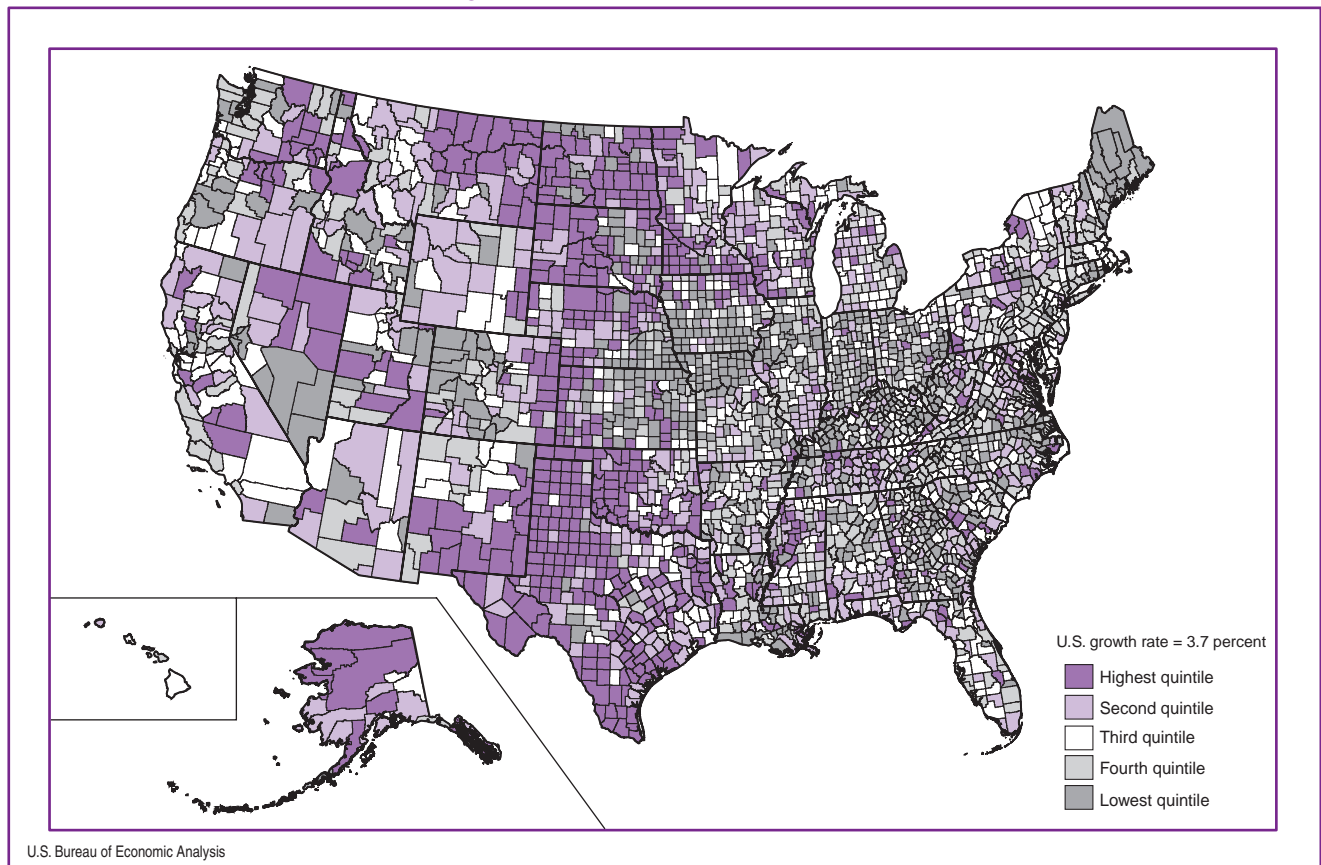 U.S. growth rate = 3.7 percent
Highest quintile
Second quintile
Third quintile
Fourth quintile
Lowest quintile
U.S. Bureau of Economic Analysis